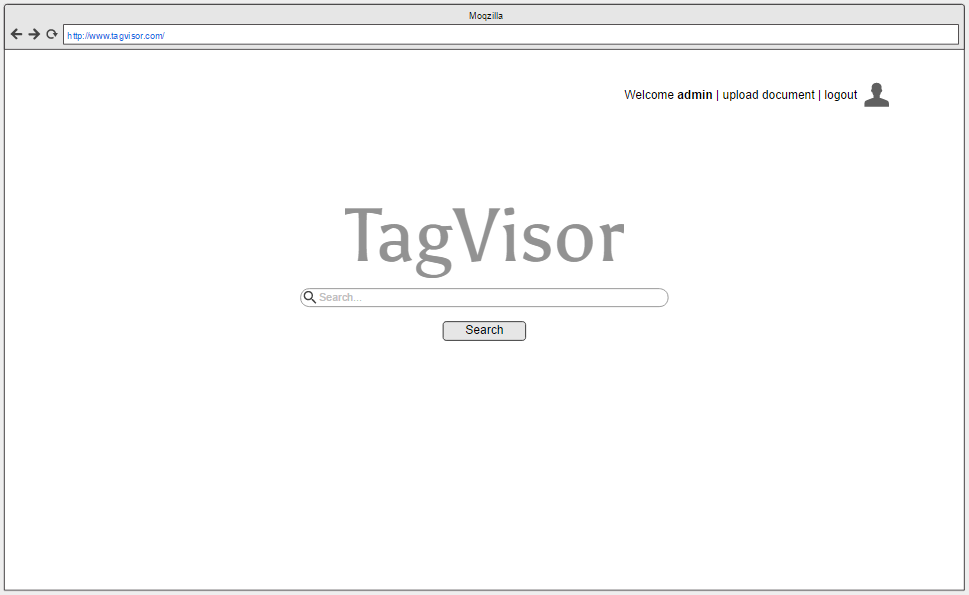 Moqzilla
http://www.tagvisor.com/
Welcome admin | upload document | logout
TagVisor
Search...
Search